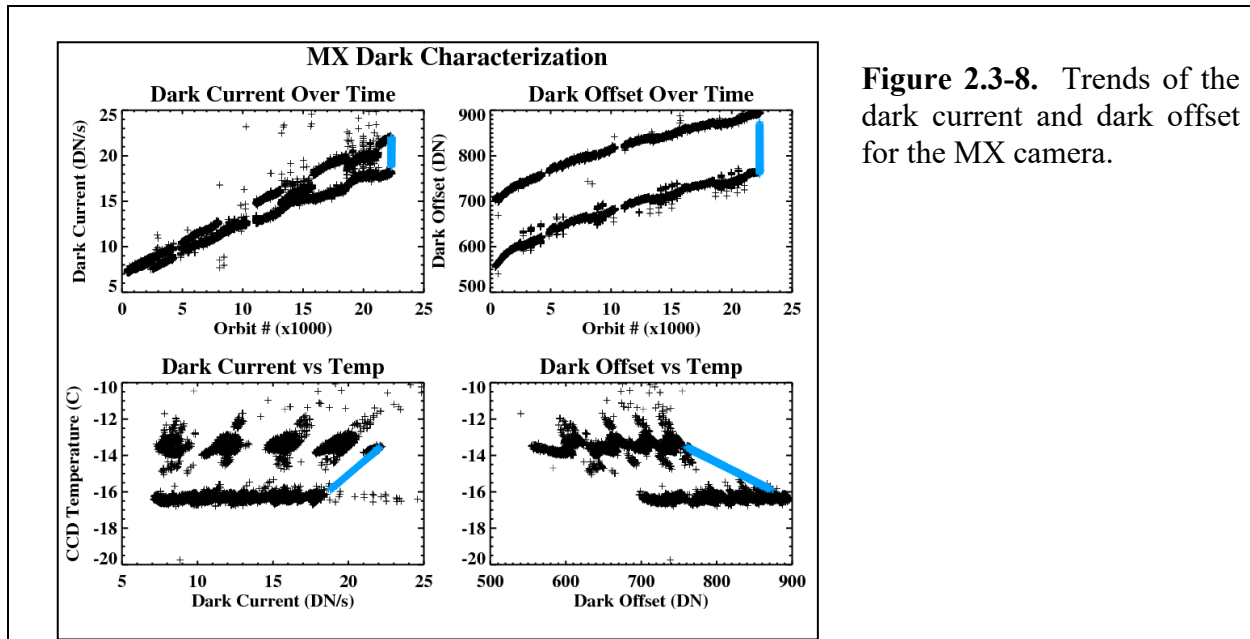 MX Dark Characterization
Dark Current Over Time
Dark Current (DN/s)
25
20
15
10
5
0 5 10 15 20 25
Orbit # (x1000)
Dark Offset Over Time
Dark Offset (DN)
900
800
700
600
500
0 5 10 15 20 25
Orbit # (x1000)
Dark Current vs Temp
CCD Temperature (C)
-10
-12
-14
-16
-18
-20
5 10 15 20 25
Dark Current (DN/s)
Dark Offset vs Temp
-10
-12
-14
-16
-18
-20
500 600 700 800 900
Dark Offset (DN)
Figure 2.3-8. Trends of the
dark current and dark offset
for the MX camera.